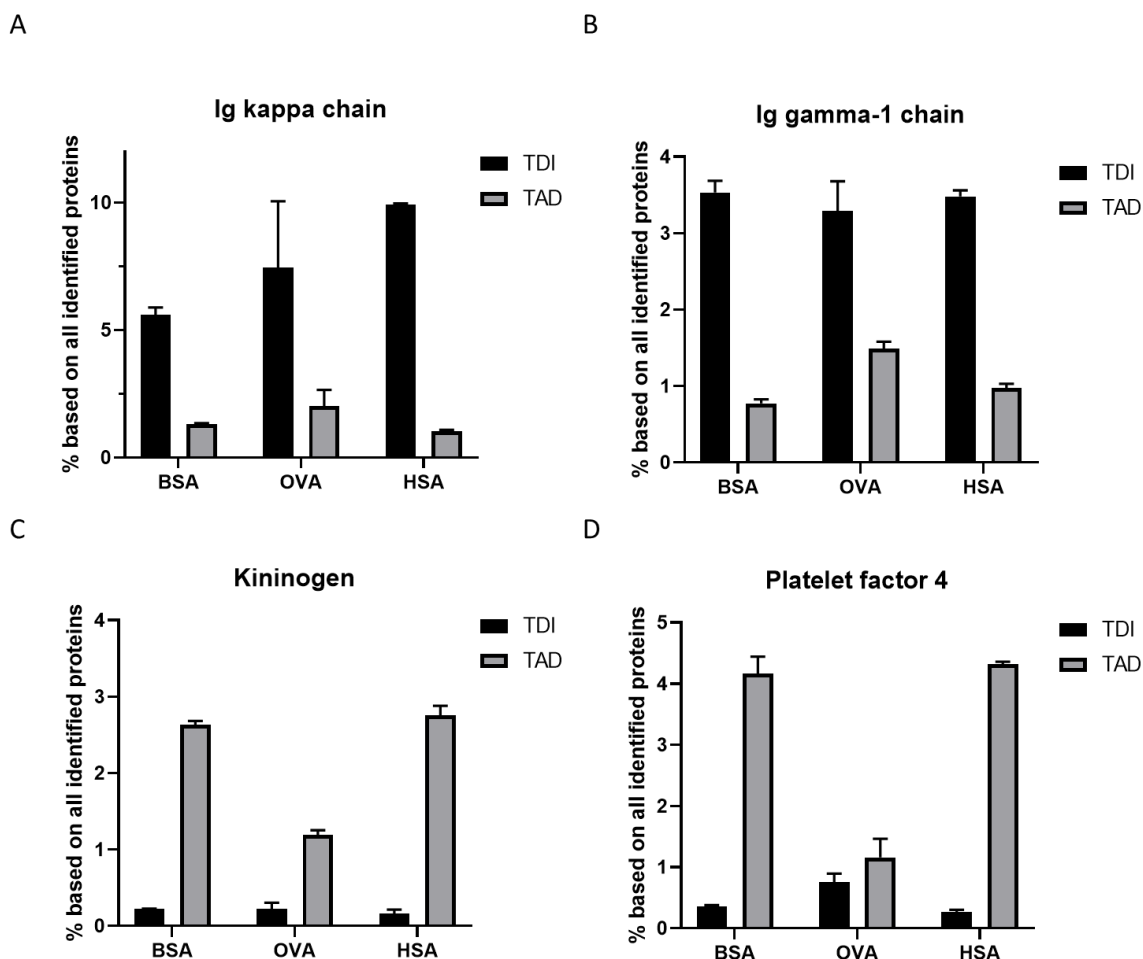 A
Ig kappa chain
% based on all identified proteins
10
5
0
BSA
OVA
HSA
TDI
TAD
B
Ig gamma-1 chain
% based on all identified proteins
4
3
2
1
0
BSA
OVA
HSA
TDI
TAD
C
Kininogen
% based on all identified proteins
4
3
2
1
0
BSA
OVA
HSA
TDI
TAD
D
Platelet factor 4
% based on all identified proteins
5
4
3
2
1
0
BSA
OVA
HSA
TDI
TAD